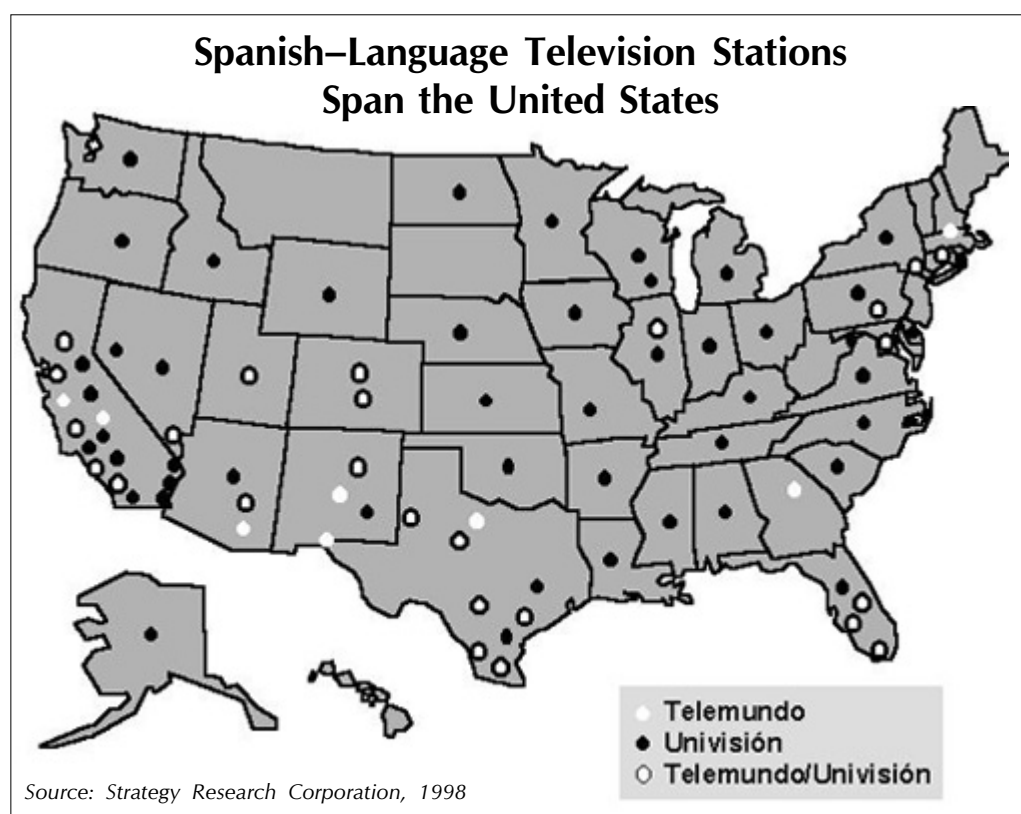 Spanish–Language Television Stations
Span the United States
Telemundo
Univisión
Telemundo/Univisión
Source: Strategy Research Corporation, 1998